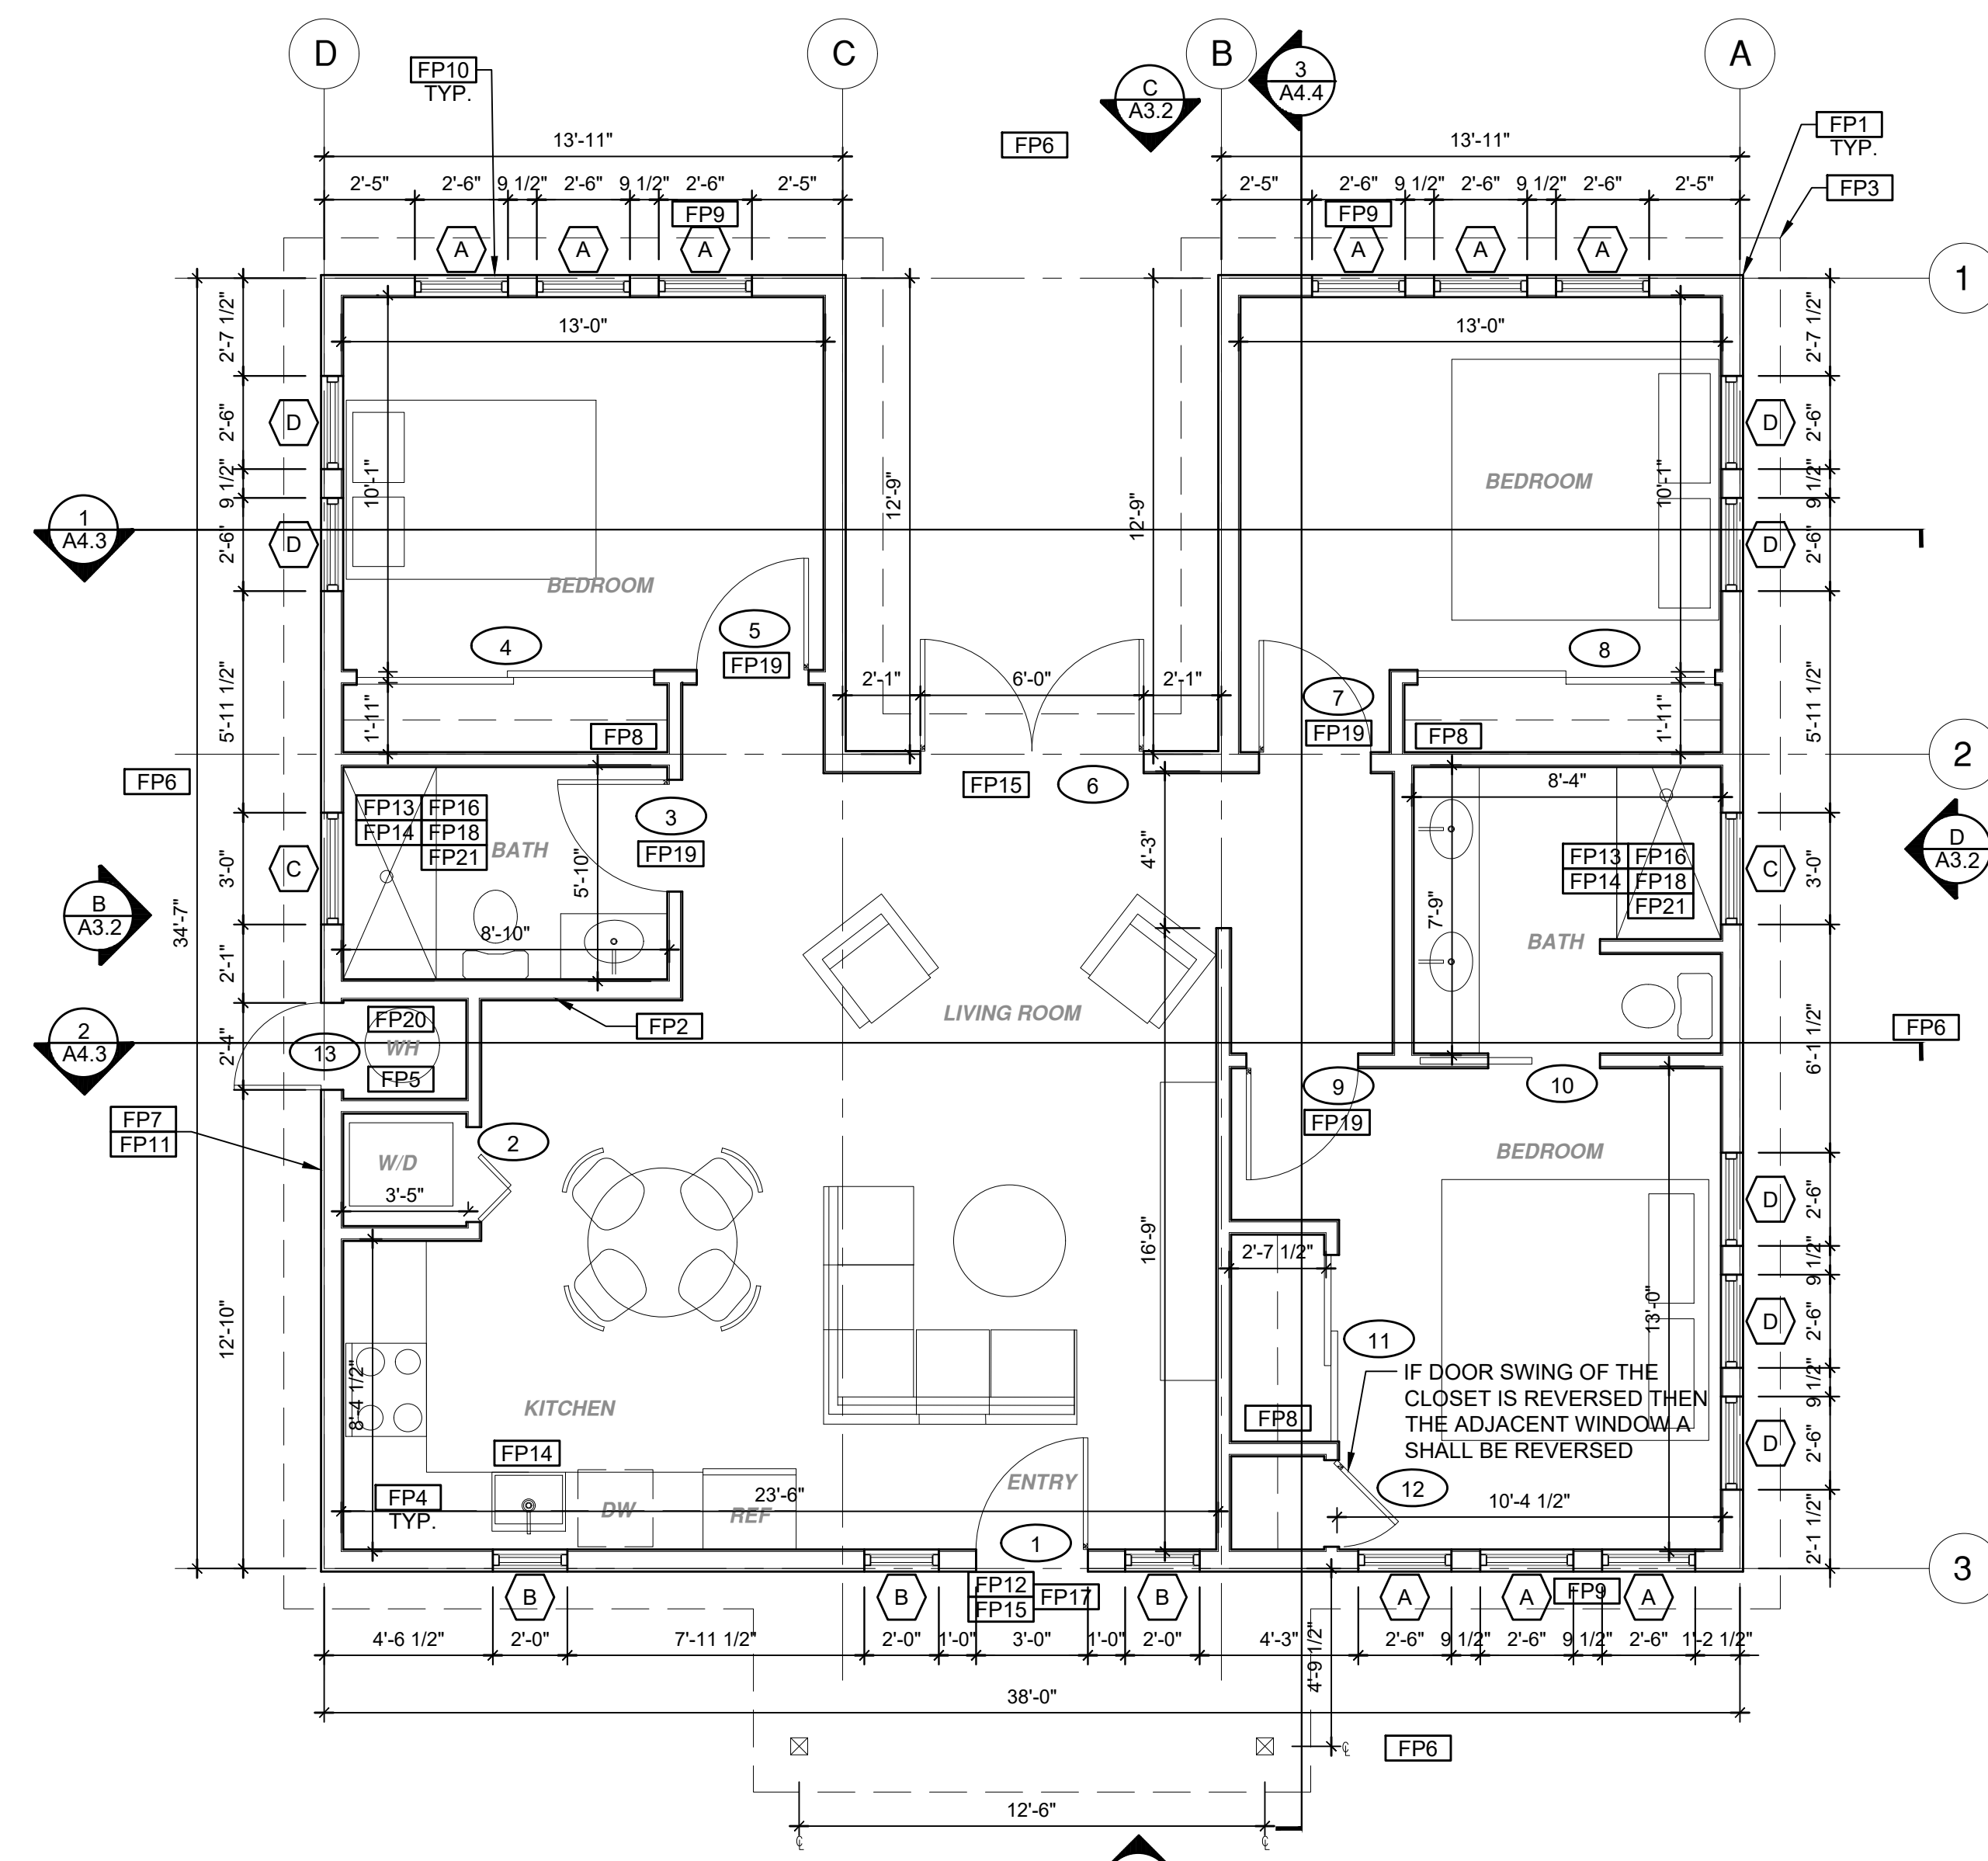 D
C
B
A
FP10
TYP.
C
A3.2
3
A4.4
FP6
FP1
TYP.
FP3
13'-11"
13'-11"
2'-5"
2'-6"
9 1/2"
2'-6"
9 1/2"
2'-6"
2'-5"
2'-5"
2'-6"
9 1/2"
2'-6"
9 1/2"
2'-6"
2'-5"
FP9
FP9
A
A
A
A
A
A
1
2'-7 1/2"
2'-6"
9 1/2"
2'-6"
5'-11 1/2"
3'-0"
2'-1"
2'-4"
12'-10"
34'-7"
13'-0"
13'-0"
D
D
10'-1"
BEDROOM
12'-9"
12'-9"
BEDROOM
10'-1"
D
D
2'-7 1/2"
2'-6"
9 1/2"
2'-6"
5'-11 1/2"
3'-0"
6'-1 1/2"
2'-6"
9 1/2"
2'-6"
9 1/2"
2'-6"
2'-11 1/2"
1
A4.3
4
5
FP19
2'-1"
6'-0"
2'-1"
7
FP19
8
1'-11"
FP8
FP8
1'-11"
2
FP6
FP15
6
FP13
FP16
FP14
FP18
FP21
BATH
5'-10"
3
FP19
8'-10"
4'-3"
8'-4"
7'-9"
FP13
FP16
FP14
FP18
FP21
BATH
C
C
B
A3.2
D
A3.2
LIVING ROOM
FP2
FP20
WH
FP5
13
2
A4.3
FP6
9
FP19
10
FP7
FP11
W/D
3'-5"
2
BEDROOM
16'-9"
2'-7 1/2"
D
D
D
13'-0"
11
IF DOOR SWING OF THE
CLOSET IS REVERSED THEN
THE ADJACENT WINDOW A
SHALL BE REVERSED
FP8
8'-4 1/2"
KITCHEN
FP14
FP4
TYP.
DW
REF
23'-6"
ENTRY
12
10'-4 1/2"
1
3
B
B
FP12
FP15
FP17
B
A
A
FP9
A
4'-6 1/2"
2'-0"
7'-11 1/2"
2'-0"
1'-0"
3'-0"
1'-0"
2'-0"
4'-3"
2'-6"
9 1/2"
2'-6"
9 1/2"
2'-6"
1'-2 1/2"
4'-9 1/2"
38'-0"
FP6
℄
12'-6"
℄
℄